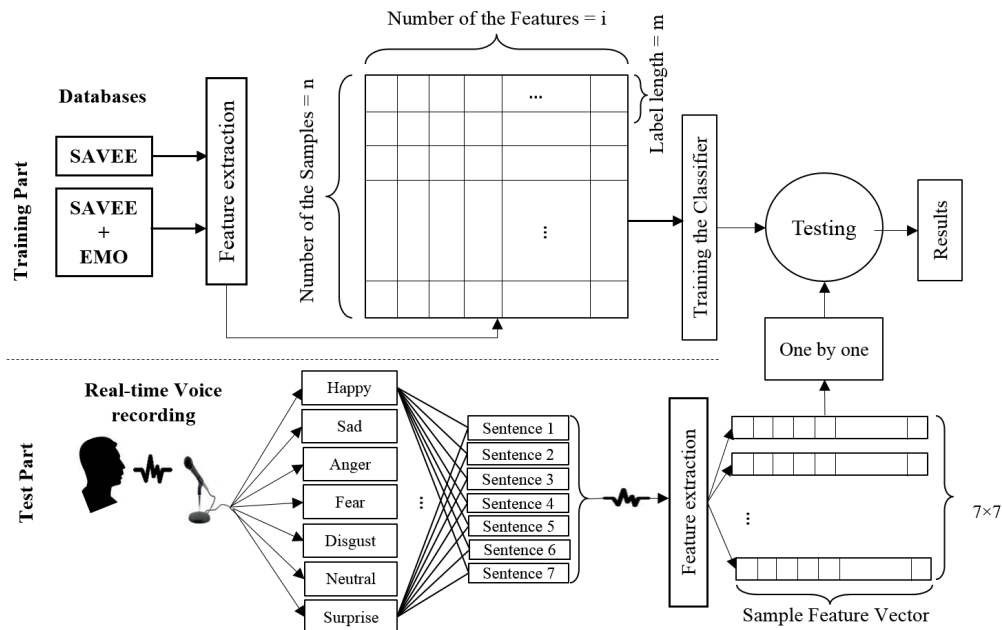 Number of the Features = i
Label length = m
Number of the Samples = n
...
...
Training Part
Databases
SAVEE
SAVEE
+
EMO
Feature extraction
Training the Classifier
Testing
Results
One by one
Test Part
Real-time Voice
recording
Happy
Sad
Anger
Fear
Disgust
Neutral
Surprise
...
Sentence 1
Sentence 2
Sentence 3
Sentence 4
Sentence 5
Sentence 6
Sentence 7
Feature extraction
...
7×7
Sample Feature Vector